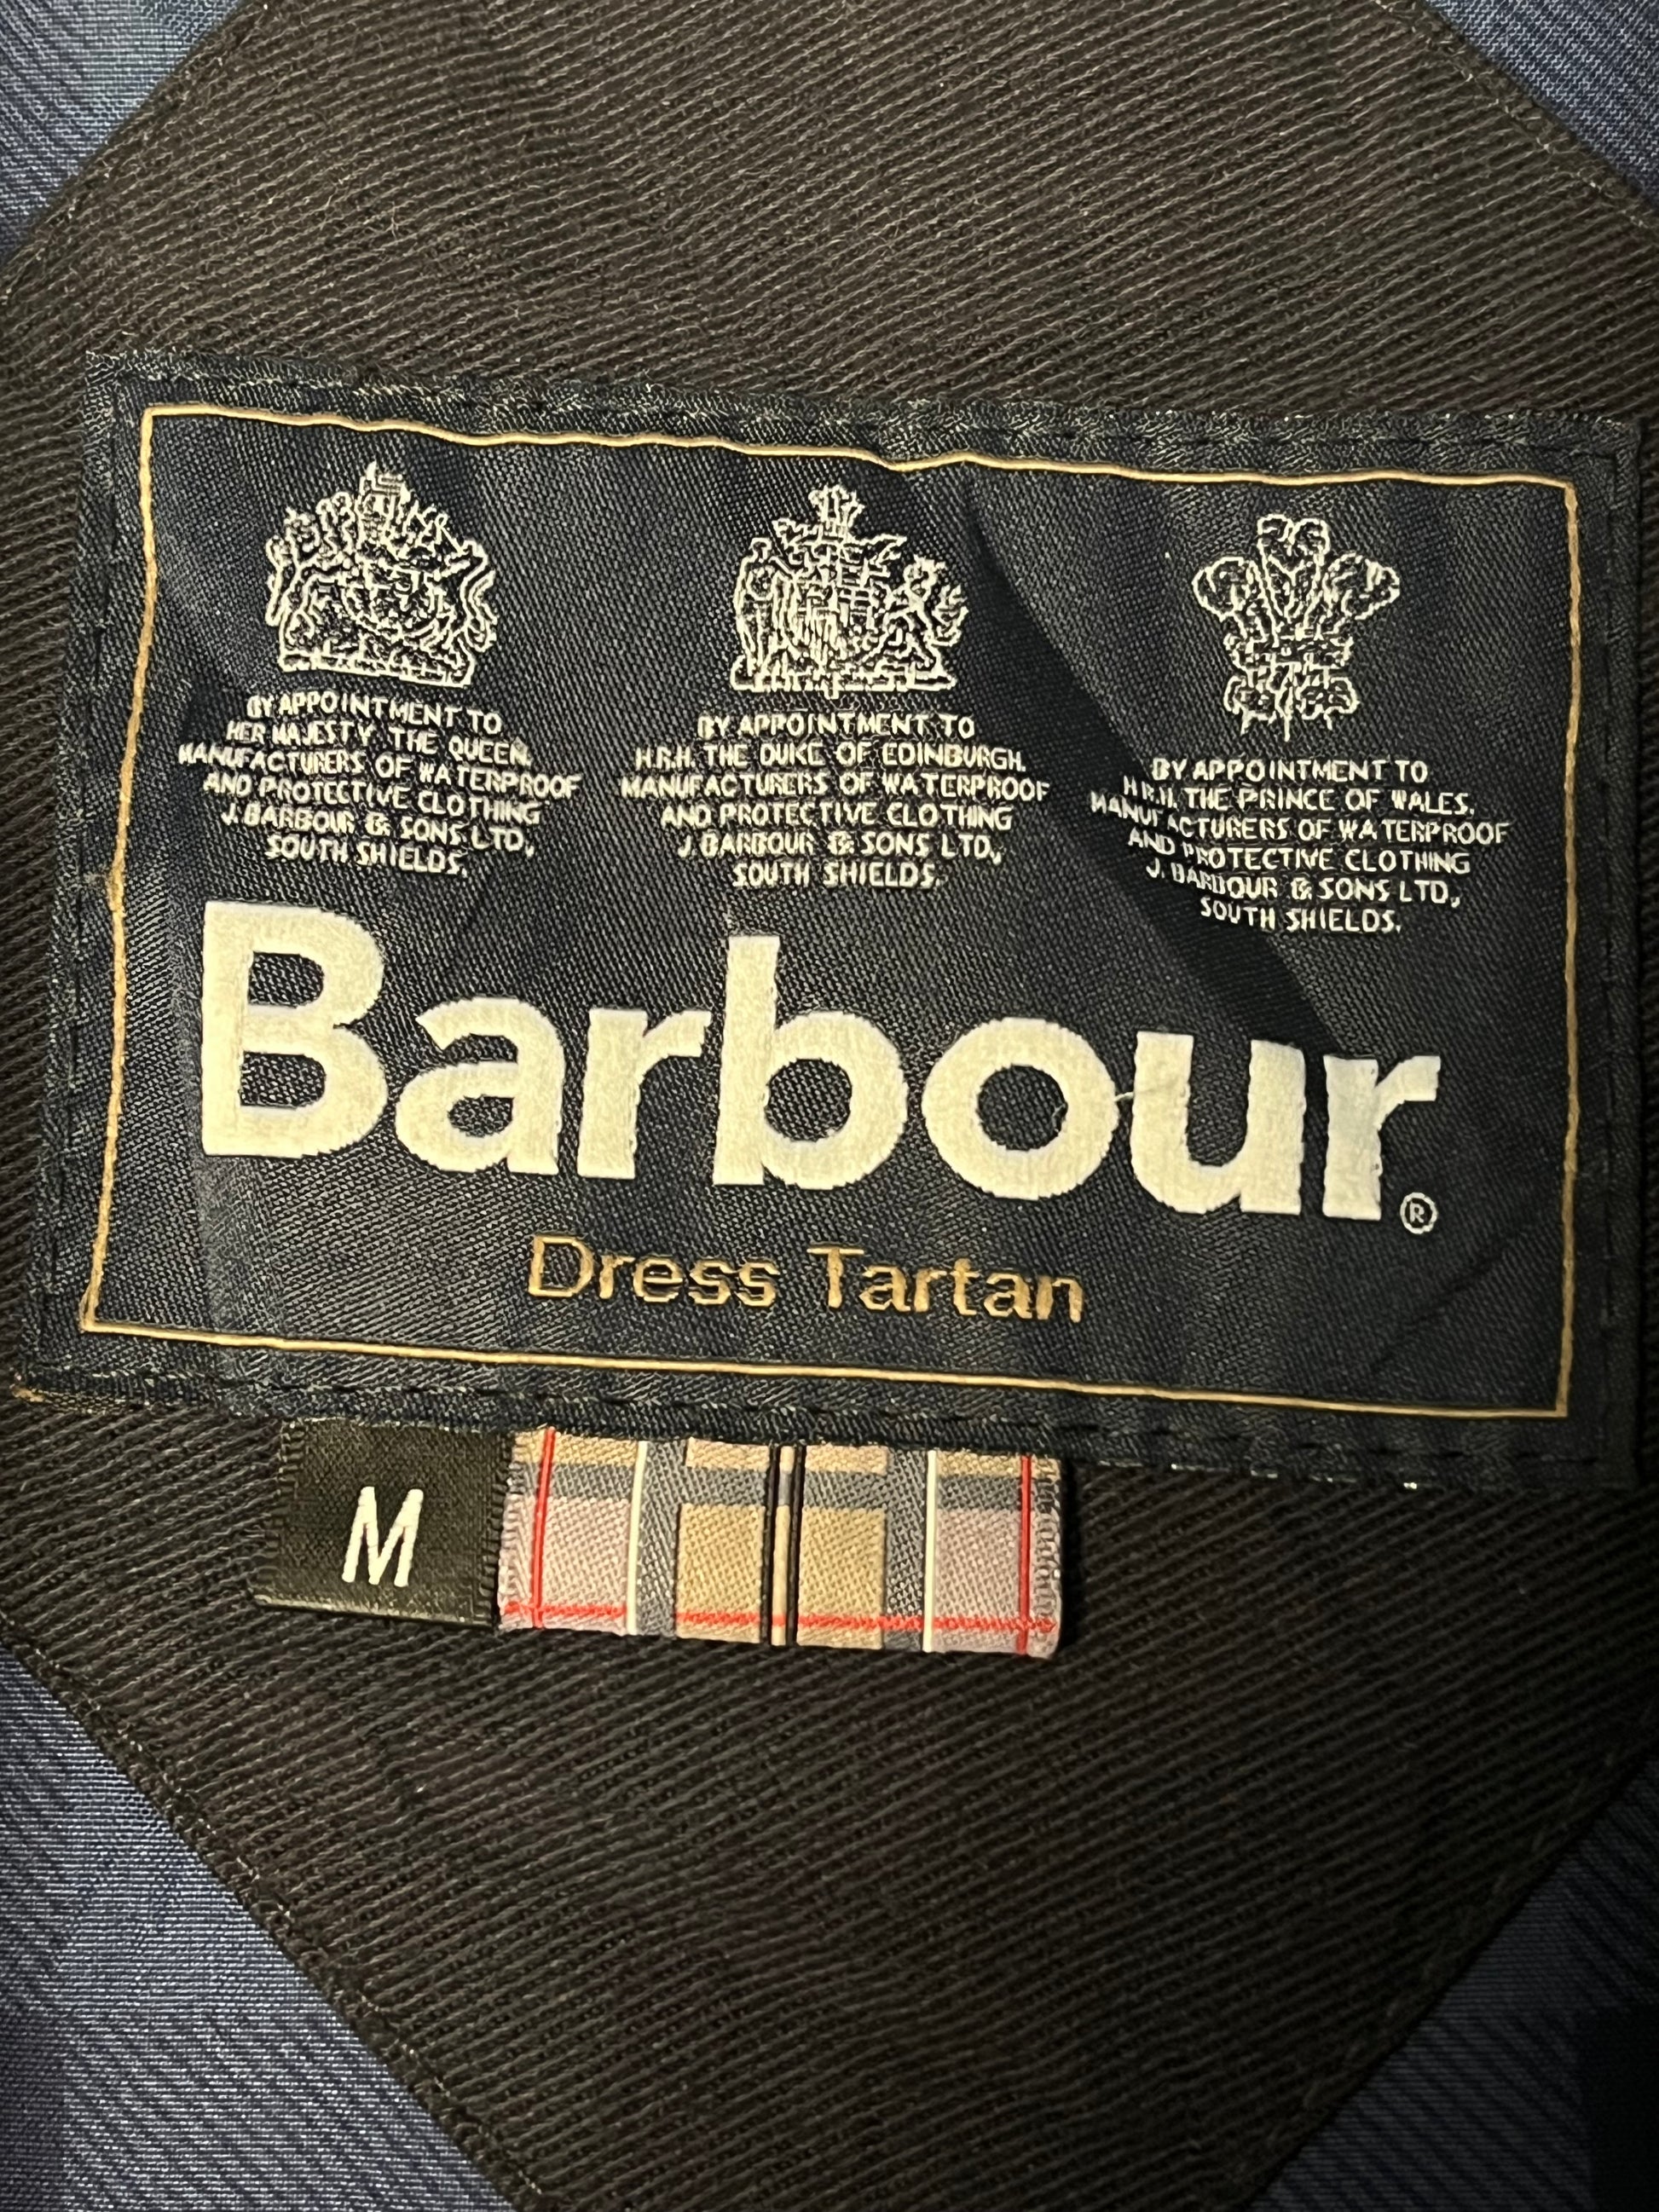 BY APPOINTMENT TO
HER MAJESTY THE QUEEN,
MANUFACTURERS OF WATERPROOF
AND PROTECTIVE CLOTHING
J. BARBOUR & SONS LTD,
SOUTH SHIELDS.
BY APPOINTMENT TO
H.R.H. THE DUKE OF EDINBURGH,
MANUFACTURERS OF WATERPROOF
AND PROTECTIVE CLOTHING
J BARBOUR & SONS LTD,
SOUTH SHIELDS.
BY APPOINTMENT TO
H.R.H. THE PRINCE OF WALES,
MANUFACTURERS OF WATERPROOF
AND PROTECTIVE CLOTHING
J. BARBOUR & SONS LTD,
SOUTH SHIELDS.
Barbour®
Dress Tartan
M